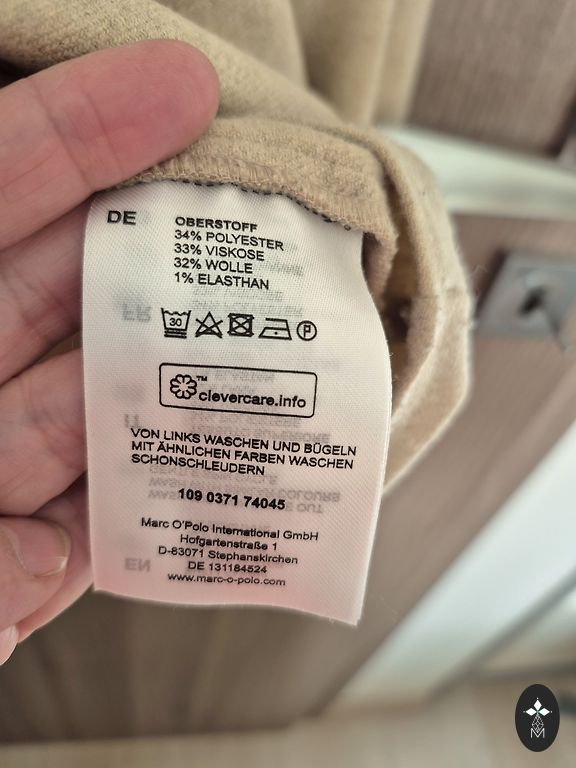 DE
OBERSTOFF
34% POLYESTER
33% VISKOSE
32% WOLLE
1% ELASTHAN
30
P
clevercare.info™
VON LINKS WASCHEN UND BÜGELN
MIT ÄHNLICHEN FARBEN WASCHEN
SCHONSCHLEUDERN
109 0371 74045
Marc O'Polo International GmbH
Hofgartenstraße 1
D-83071 Stephanskirchen
DE 131184524
www.marc-o-polo.com
M